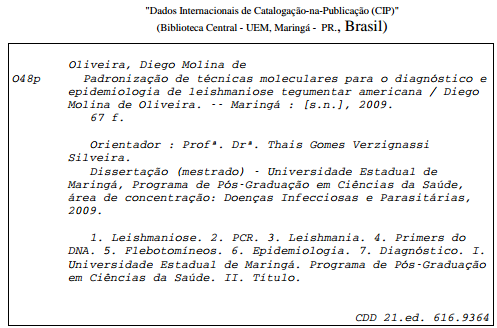 "Dados Internacionais de Catalogação-na-Publicação (CIP)"
(Biblioteca Central - UEM, Maringá - PR., Brasil)
Oliveira, Diego Molina de
O48p Padronização de técnicas moleculares para o diagnóstico e
epidemiologia de leishmaniose tegumentar americana / Diego
Molina de Oliveira. -- Maringá : [s.n.], 2009.
67 f.
Orientador : Profª. Drª. Thais Gomes Verzignassi
Silveira.
Dissertação (mestrado) - Universidade Estadual de
Maringá, Programa de Pós-Graduação em Ciências da Saúde,
área de concentração: Doenças Infecciosas e Parasitárias,
2009.
1. Leishmaniose. 2. PCR. 3. Leishmania. 4. Primers do
DNA. 5. Flebotomíneos. 6. Epidemiologia. 7. Diagnóstico. I.
Universidade Estadual de Maringá. Programa de Pós-Graduação
em Ciências da Saúde. II. Título.
CDD 21.ed. 616.9364